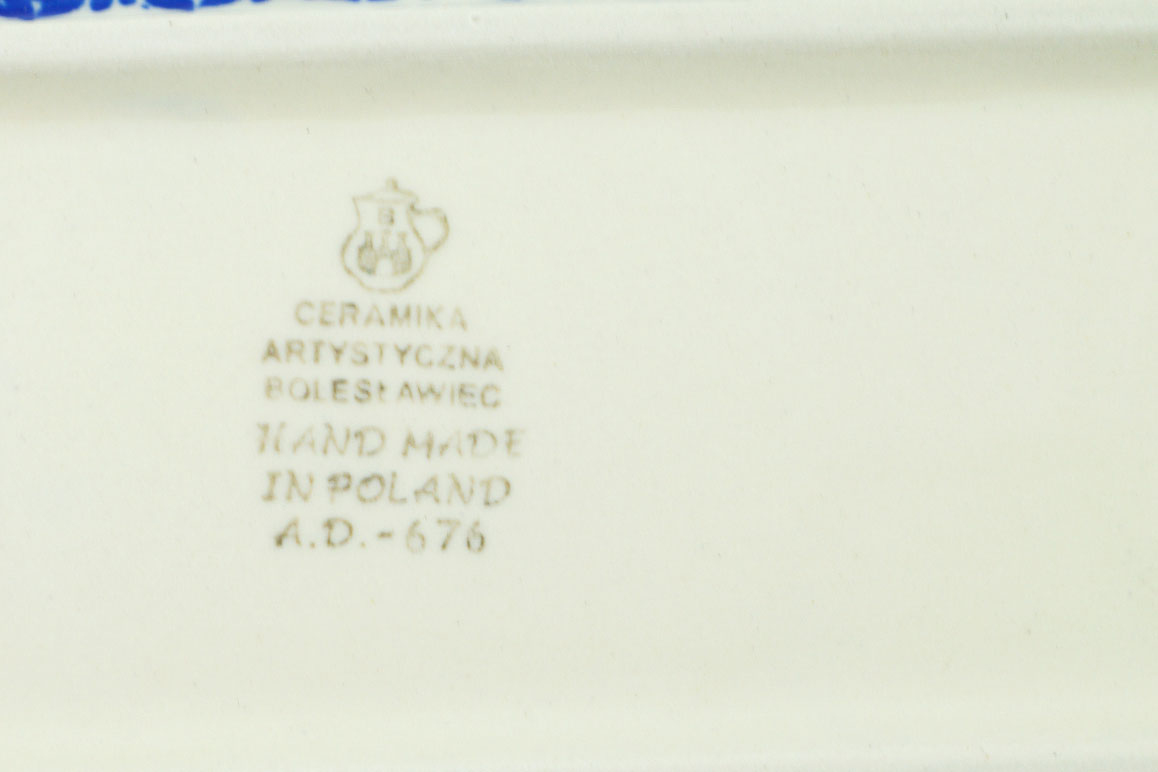 CERAMIKA
ARTYSTYCZNA
BOLESŁAWIEC
HAND MADE
IN POLAND
A.D.-676